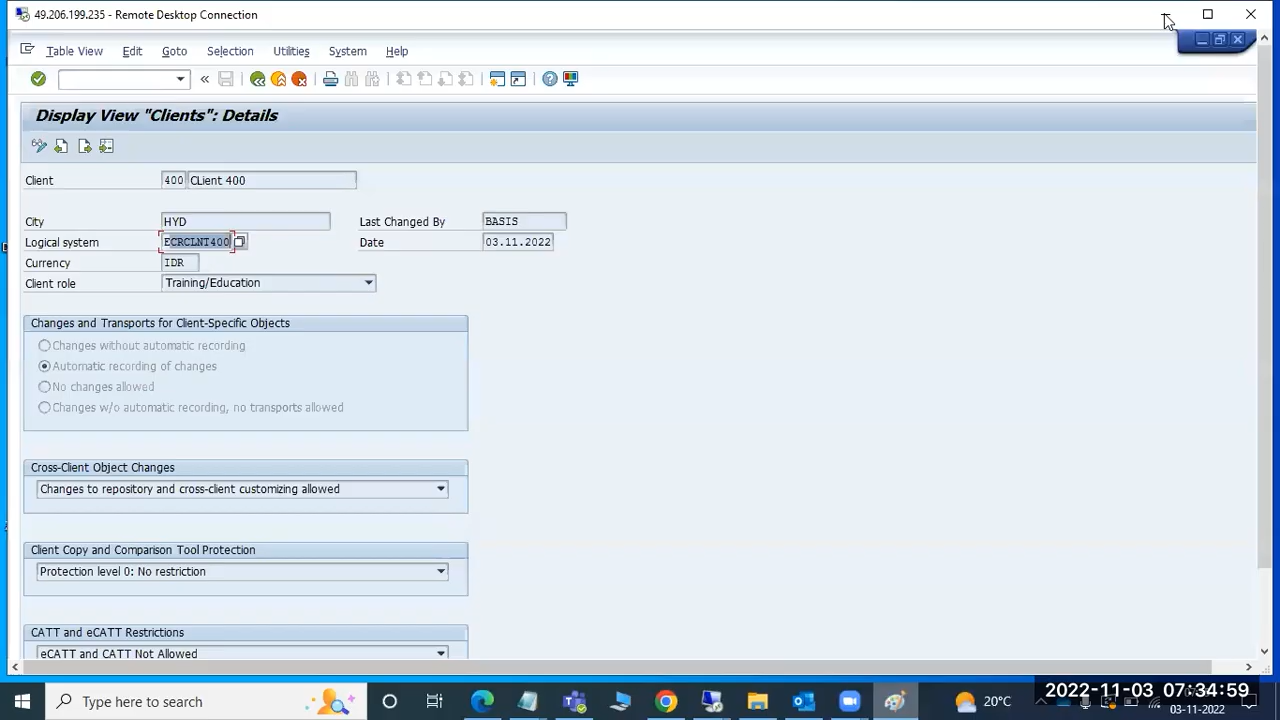 49.206.199.235 - Remote Desktop Connection
Table View Edit Goto Selection Utilities System Help
Display View "Clients": Details
Client 400 CLient 400
City HYD Last Changed By BASIS
Logical system ECRCLNT400 Date 03.11.2022
Currency IDR
Client role Training/Education
Changes and Transports for Client-Specific Objects
Changes without automatic recording
Automatic recording of changes
No changes allowed
Changes w/o automatic recording, no transports allowed
Cross-Client Object Changes
Changes to repository and cross-client customizing allowed
Client Copy and Comparison Tool Protection
Protection level 0: No restriction
CATT and eCATT Restrictions
eCATT and CATT Not Allowed
Type here to search 20°C 2022-11-03 07:34:59
03-11-2022